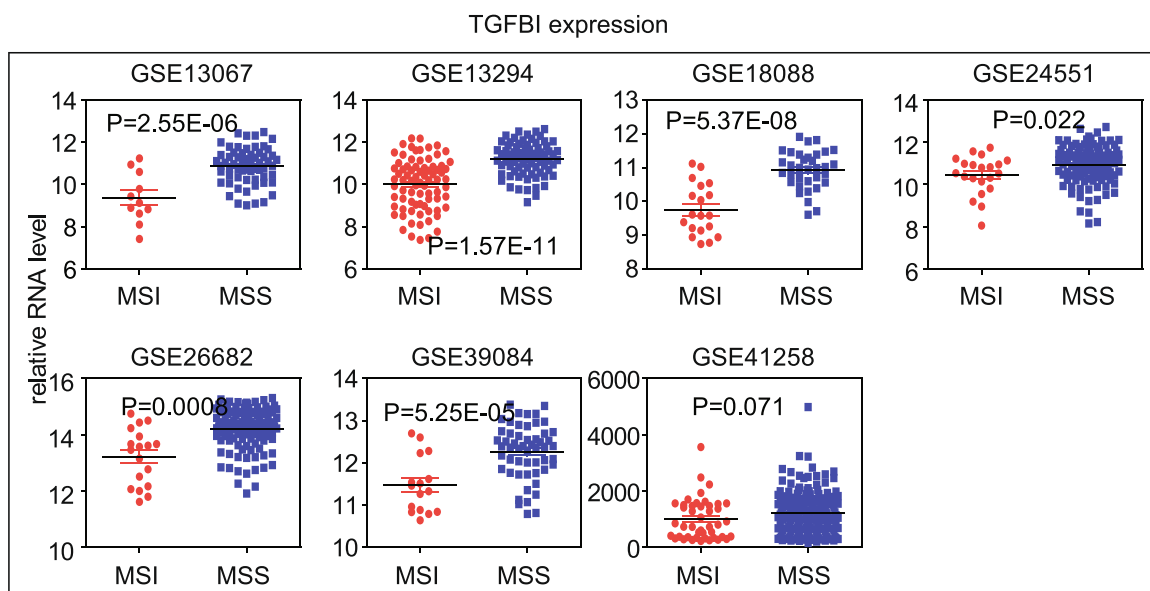 TGFBI expression
relative RNA level
GSE13067
14
12
10
8
6
P=2.55E-06
MSI
MSS
GSE13294
14
12
10
8
6
P=1.57E-11
MSI
MSS
GSE18088
13
12
11
10
9
8
P=5.37E-08
MSI
MSS
GSE24551
14
12
10
8
6
P=0.022
MSI
MSS
GSE26682
16
14
12
10
P=0.0008
MSI
MSS
GSE39084
14
13
12
11
10
P=5.25E-05
MSI
MSS
GSE41258
6000
4000
2000
0
P=0.071
MSI
MSS